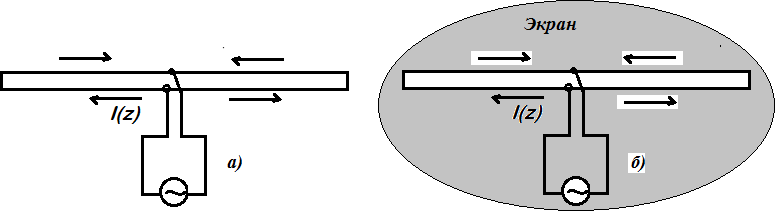 Экран
I(z)
а)
I(z)
б)